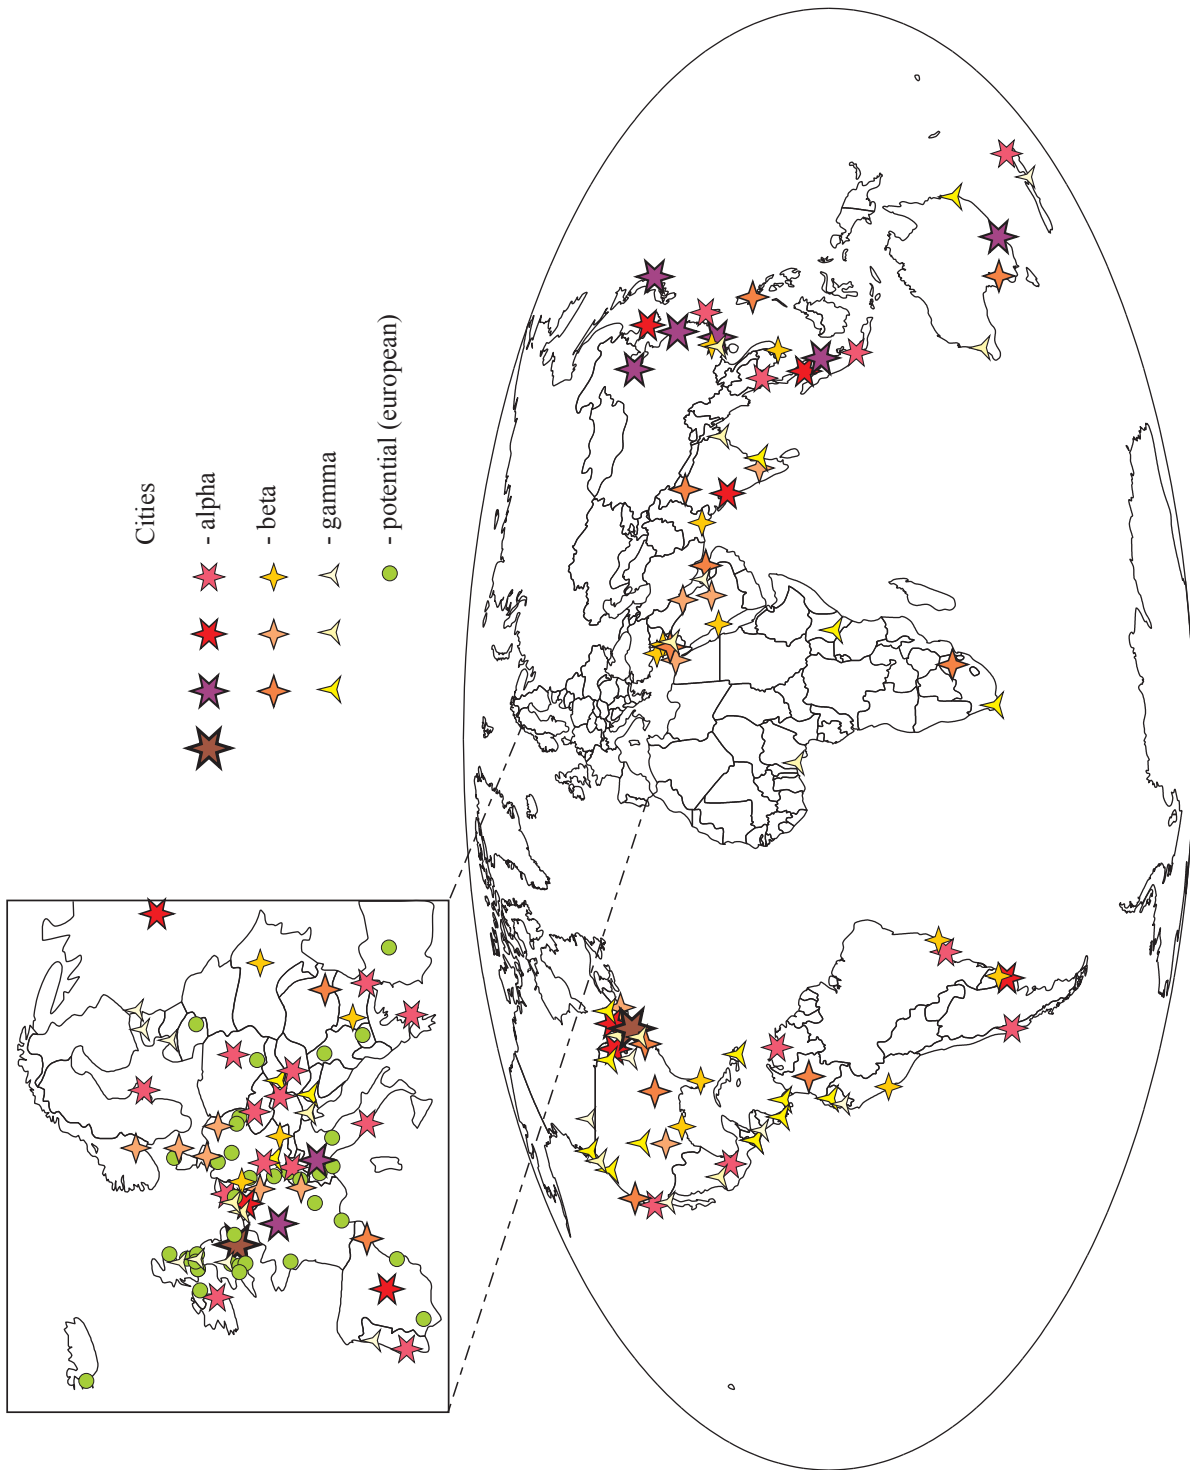 Cities
- alpha
- beta
- gamma
- potential (european)